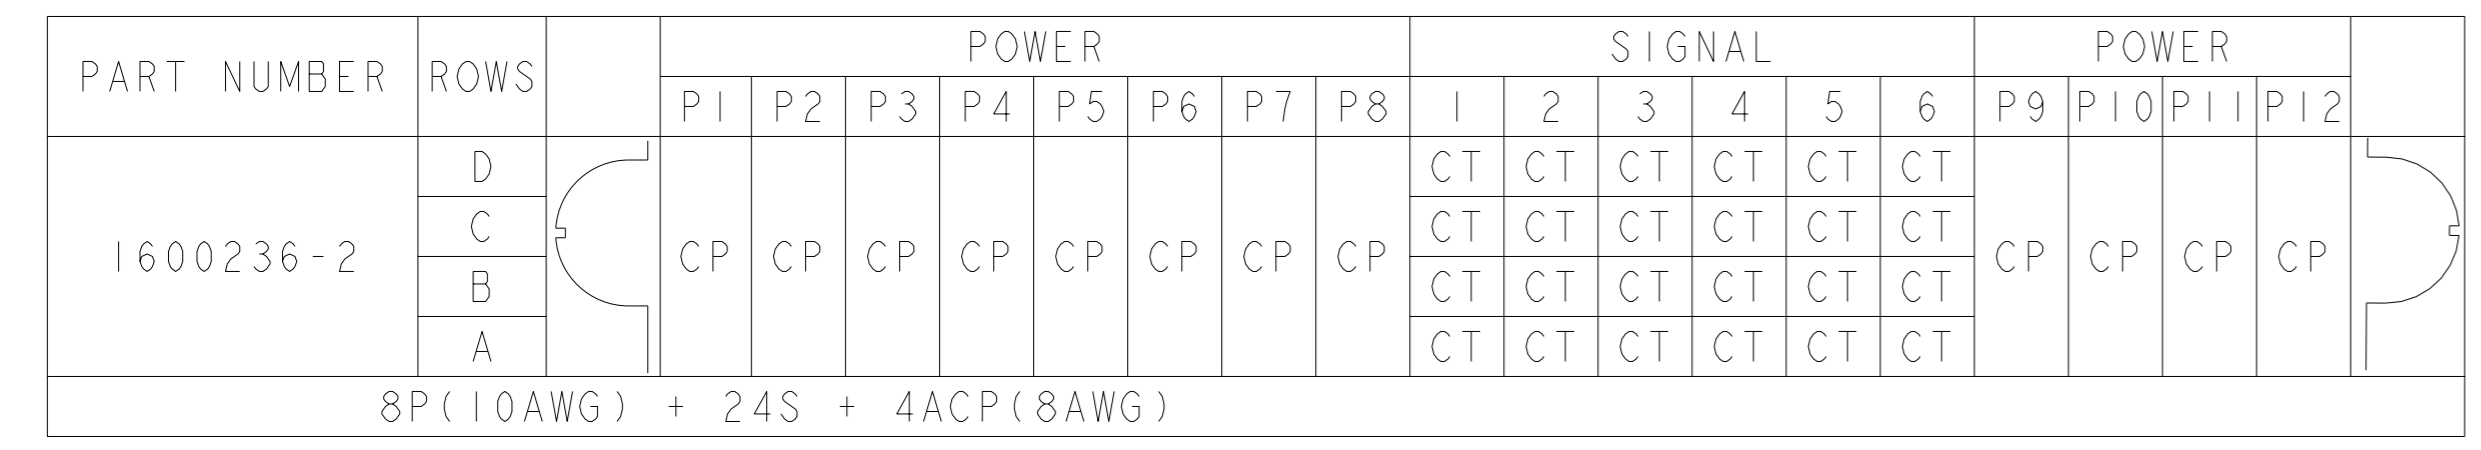 PART NUMBER ROWS POWER SIGNAL POWER
P1 P2 P3 P4 P5 P6 P7 P8 1 2 3 4 5 6 P9 P10 P11 P12
D CT CT CT CT CT CT
C CT CT CT CT CT CT
1600236-2 CP CP CP CP CP CP CP CP CP CP CP CP
B CT CT CT CT CT CT
A CT CT CT CT CT CT
8P(10AWG) + 24S + 4ACP(8AWG)